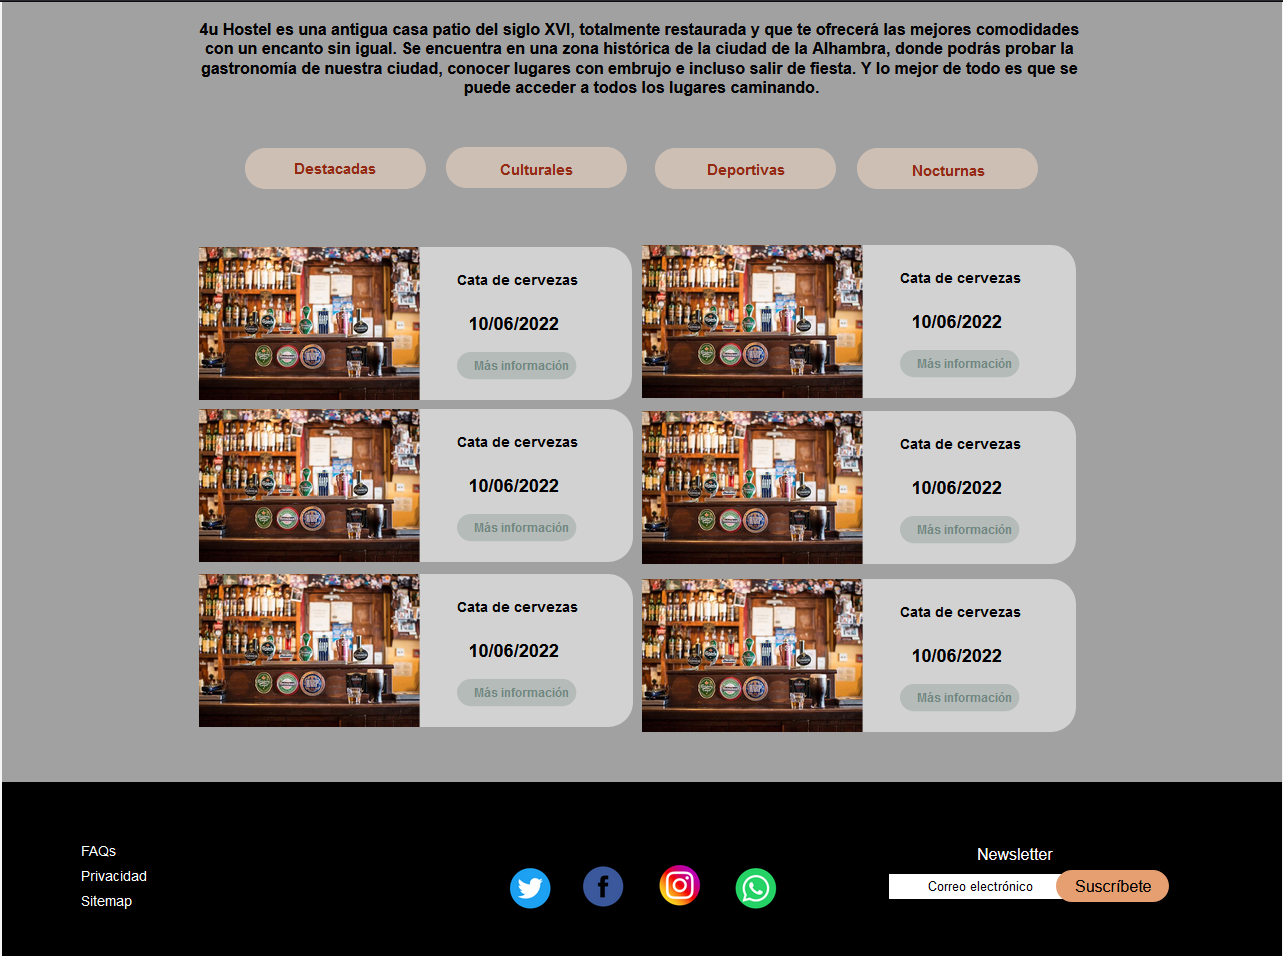 4u Hostel es una antigua casa patio del siglo XVI, totalmente restaurada y que te ofrecerá las mejores comodidades
con un encanto sin igual. Se encuentra en una zona histórica de la ciudad de la Alhambra, donde podrás probar la
gastronomía de nuestra ciudad, conocer lugares con embrujo e incluso salir de fiesta. Y lo mejor de todo es que se
puede acceder a todos los lugares caminando.
Destacadas
Culturales
Deportivas
Nocturnas
Cata de cervezas
10/06/2022
Más información
Cata de cervezas
10/06/2022
Más información
Cata de cervezas
10/06/2022
Más información
Cata de cervezas
10/06/2022
Más información
Cata de cervezas
10/06/2022
Más información
Cata de cervezas
10/06/2022
Más información
FAQs
Privacidad
Sitemap
Newsletter
Correo electrónico
Suscríbete